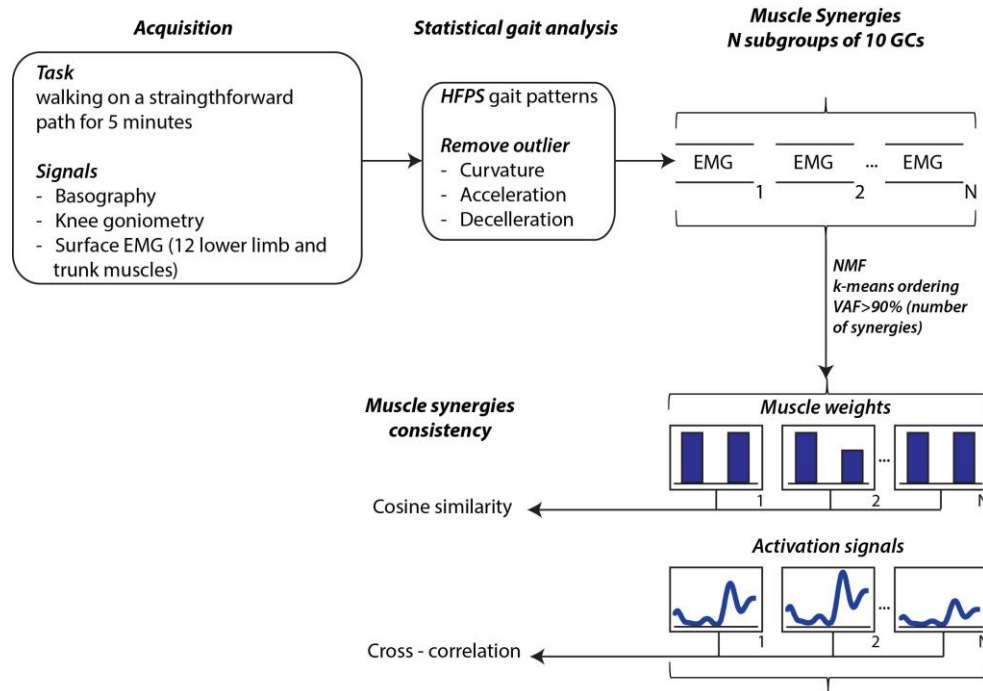 Acquisition
Task
walking on a straingthforward
path for 5 minutes
Signals
- Basography
- Knee goniometry
- Surface EMG (12 lower limb and
trunk muscles)
Statistical gait analysis
HFPS gait patterns
Remove outlier
- Curvature
- Acceleration
- Decelleration
Muscle Synergies
N subgroups of 10 GCs
EMG 1 EMG 2 ... EMG N
NMF
k-means ordering
VAF>90% (number
of synergies)
Muscle synergies
consistency
Muscle weights
1 2 ... N
Cosine similarity
Activation signals
1 2 ... N
Cross - correlation